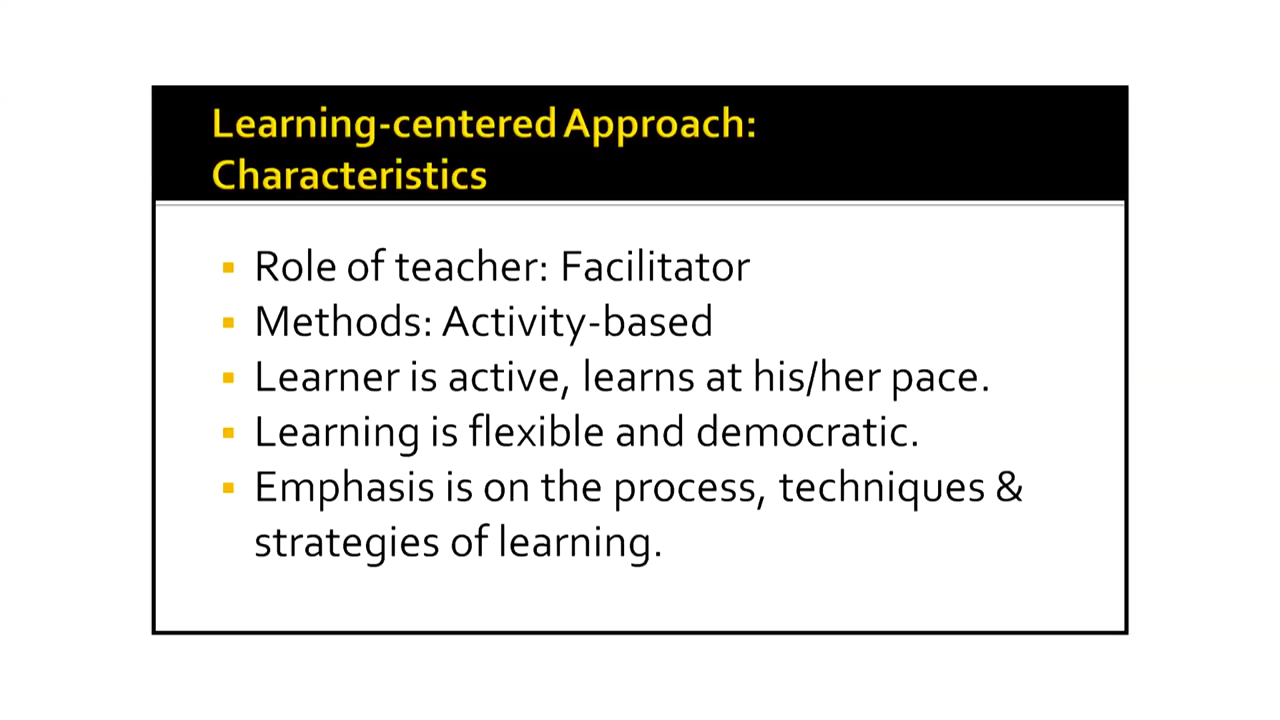 Learning-centered Approach:
Characteristics
▪ Role of teacher: Facilitator
▪ Methods: Activity-based
▪ Learner is active, learns at his/her pace.
▪ Learning is flexible and democratic.
▪ Emphasis is on the process, techniques &
strategies of learning.